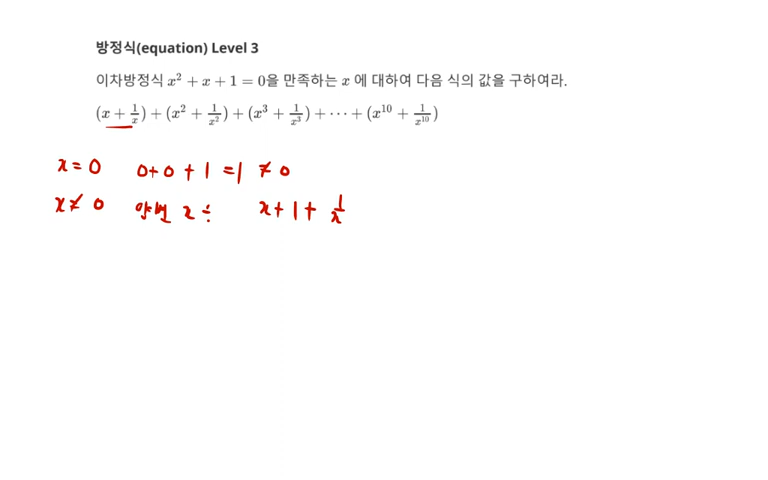 방정식(equation) Level 3
이차방정식 x² + x + 1 = 0을 만족하는 x 에 대하여 다음 식의 값을 구하여라.
(x + 1/x) + (x² + 1/x²) + (x³ + 1/x³) + ⋯ + (x¹⁰ + 1/x¹⁰)
x = 0 0 + 0 + 1 = 1 ≠ 0
x ≠ 0 양변 x ÷ x + 1 + 1/x